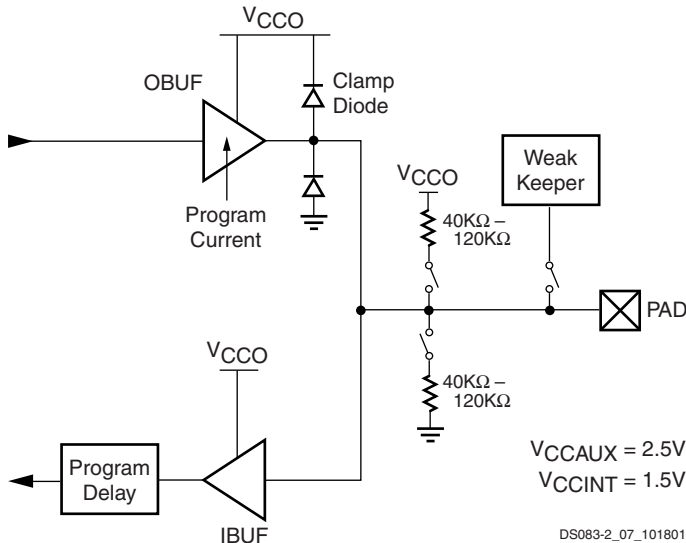 VCCO
OBUF
Clamp
Diode
Program
Current
VCCO
40KΩ –
120KΩ
Weak
Keeper
PAD
VCCO
40KΩ –
120KΩ
Program
Delay
IBUF
VCCAUX = 2.5V
VCCINT = 1.5V
DS083-2_07_101801